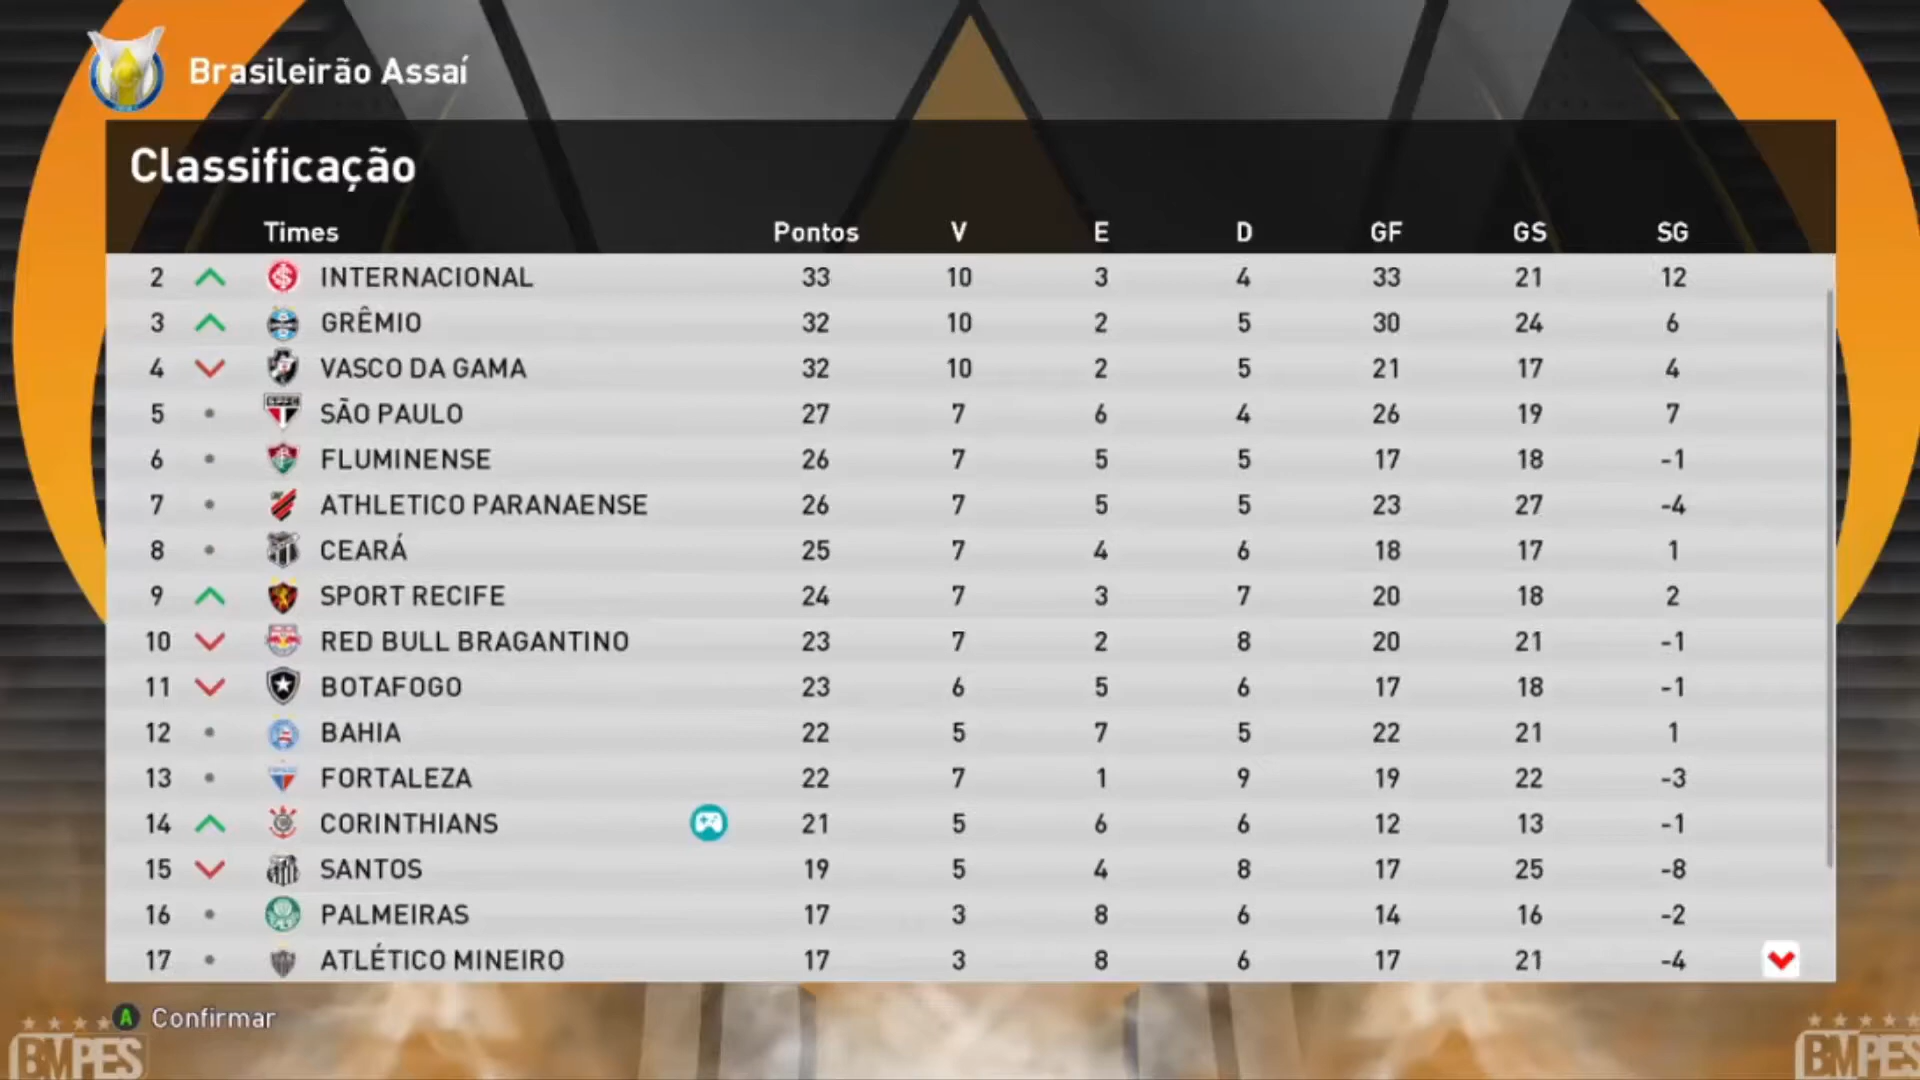 Brasileirão Assaí
Classificação
Times Pontos V E D GF GS SG
2 INTERNACIONAL 33 10 3 4 33 21 12
3 GRÊMIO 32 10 2 5 30 24 6
4 VASCO DA GAMA 32 10 2 5 21 17 4
5 SÃO PAULO 27 7 6 4 26 19 7
6 FLUMINENSE 26 7 5 5 17 18 -1
7 ATHLETICO PARANAENSE 26 7 5 5 23 27 -4
8 CEARÁ 25 7 4 6 18 17 1
9 SPORT RECIFE 24 7 3 7 20 18 2
10 RED BULL BRAGANTINO 23 7 2 8 20 21 -1
11 BOTAFOGO 23 6 5 6 17 18 -1
12 BAHIA 22 5 7 5 22 21 1
13 FORTALEZA 22 7 1 9 19 22 -3
14 CORINTHIANS 21 5 6 6 12 13 -1
15 SANTOS 19 5 4 8 17 25 -8
16 PALMEIRAS 17 3 8 6 14 16 -2
17 ATLÉTICO MINEIRO 17 3 8 6 17 21 -4
A Confirmar
BMPES
BMPES